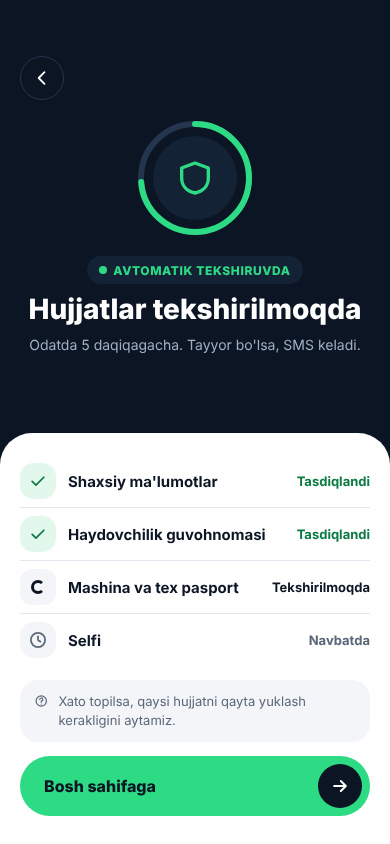 AVTOMATIK TEKSHIRUVDA
Hujjatlar tekshirilmoqda
Odatda 5 daqiqagacha. Tayyor bo'lsa, SMS keladi.
Shaxsiy ma'lumotlar Tasdiqlandi
Haydovchilik guvohnomasi Tasdiqlandi
Mashina va tex pasport Tekshirilmoqda
Selfi Navbatda
Xato topilsa, qaysi hujjatni qayta yuklash
kerakligini aytamiz.
Bosh sahifaga